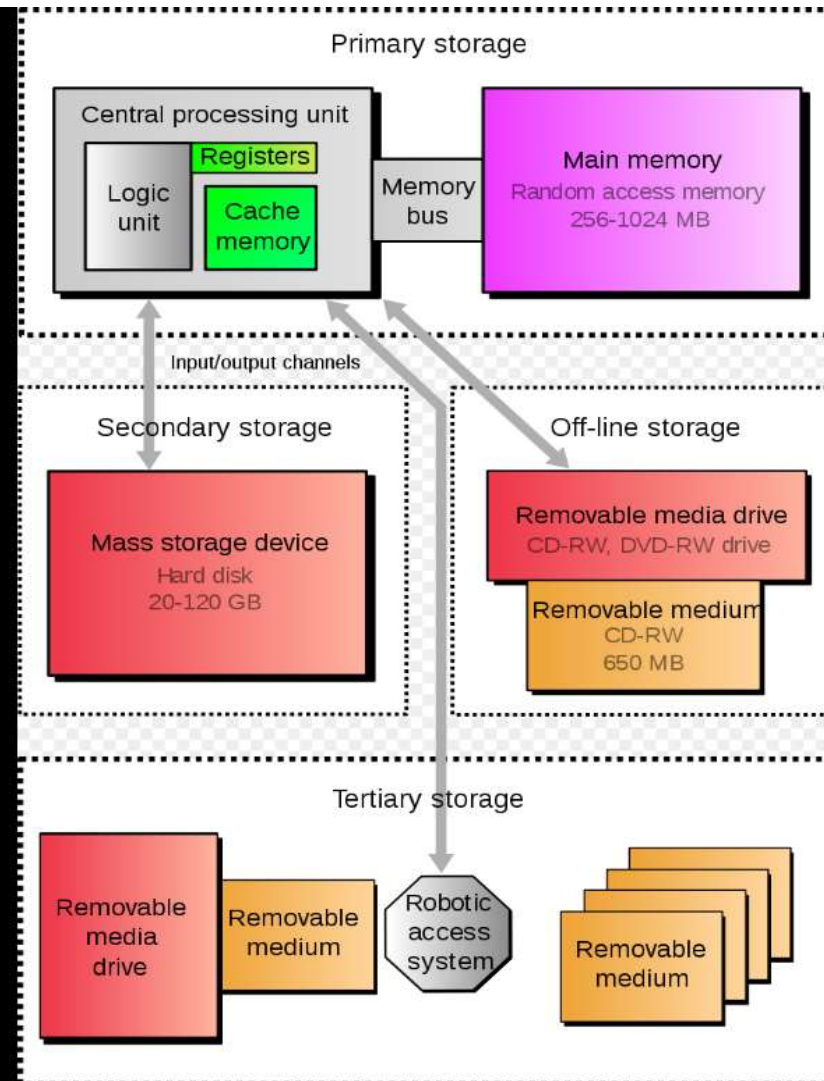 Primary storage
Central processing unit
Registers
Logic
unit
Cache
memory
Memory
bus
Main memory
Random access memory
256-1024 MB
Input/output channels
Secondary storage
Mass storage device
Hard disk
20-120 GB
Off-line storage
Removable media drive
CD-RW, DVD-RW drive
Removable medium
CD-RW
650 MB
Tertiary storage
Removable
media
drive
Removable
medium
Robotic
access
system
Removable
medium